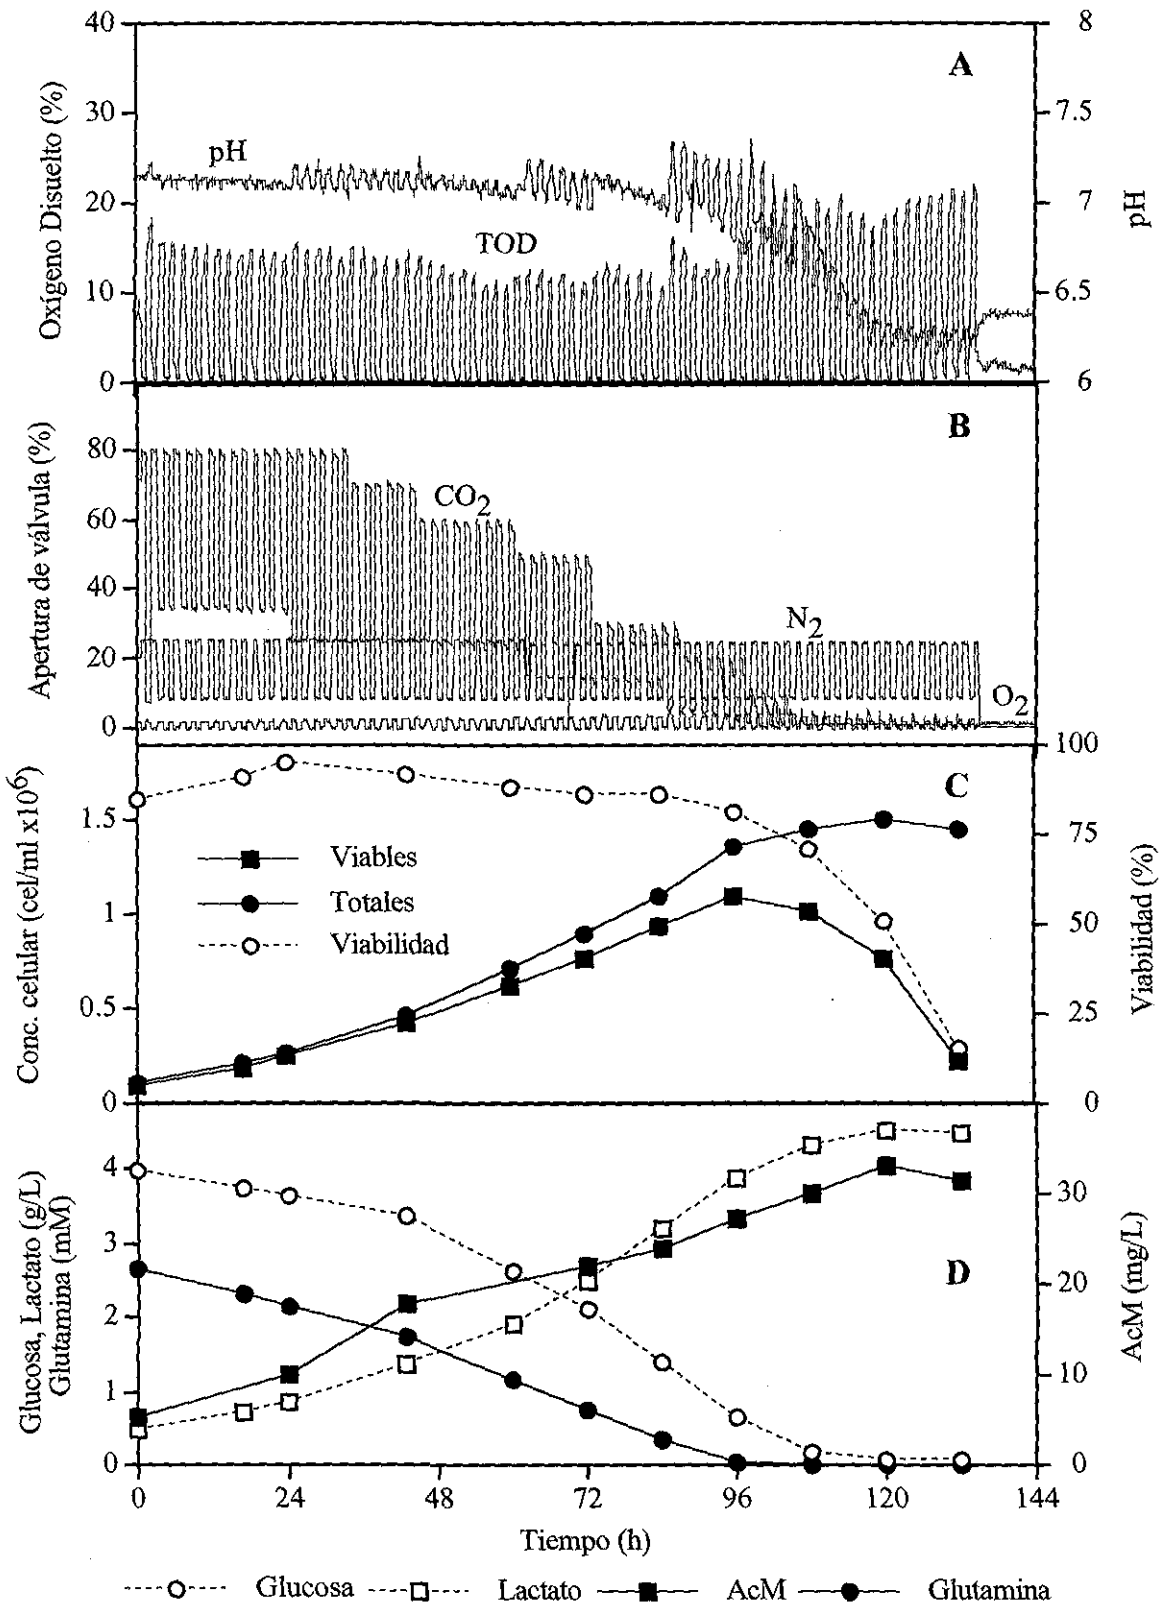 40
30
20
10
0
Oxígeno Disuelto (%)
A
pH
TOD
8
7.5
7
6.5
6
pH
80
60
40
20
0
Apertura de válvula (%)
B
CO2
N2
O2
1.5
1
0.5
0
Conc. celular (cel/ml x10^6)
C
Viables
Totales
Viabilidad
100
75
50
25
0
Viabilidad (%)
4
3
2
1
0
Glucosa, Lactato (g/L)
Glutamina (mM)
D
30
20
10
0
AcM (mg/L)
0 24 48 72 96 120 144
Tiempo (h)
Glucosa Lactato AcM Glutamina